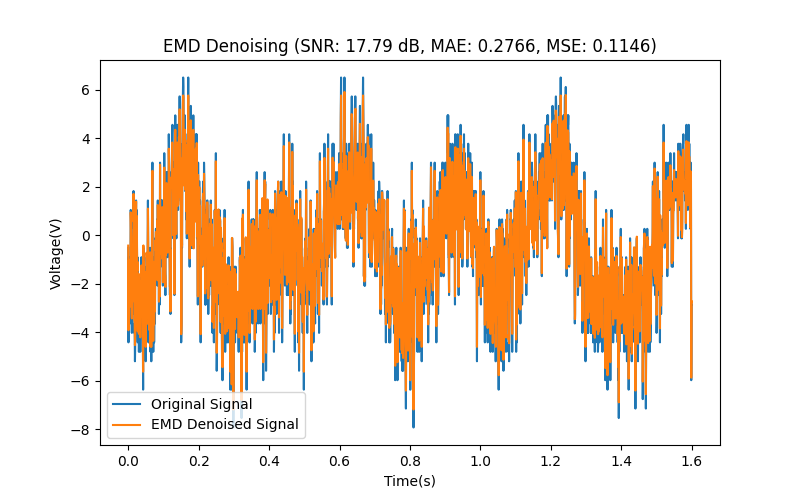 EMD Denoising (SNR: 17.79 dB, MAE: 0.2766, MSE: 0.1146)
6
4
2
0
−2
−4
−6
−8
Voltage(V)
Original Signal
EMD Denoised Signal
0.0 0.2 0.4 0.6 0.8 1.0 1.2 1.4 1.6
Time(s)